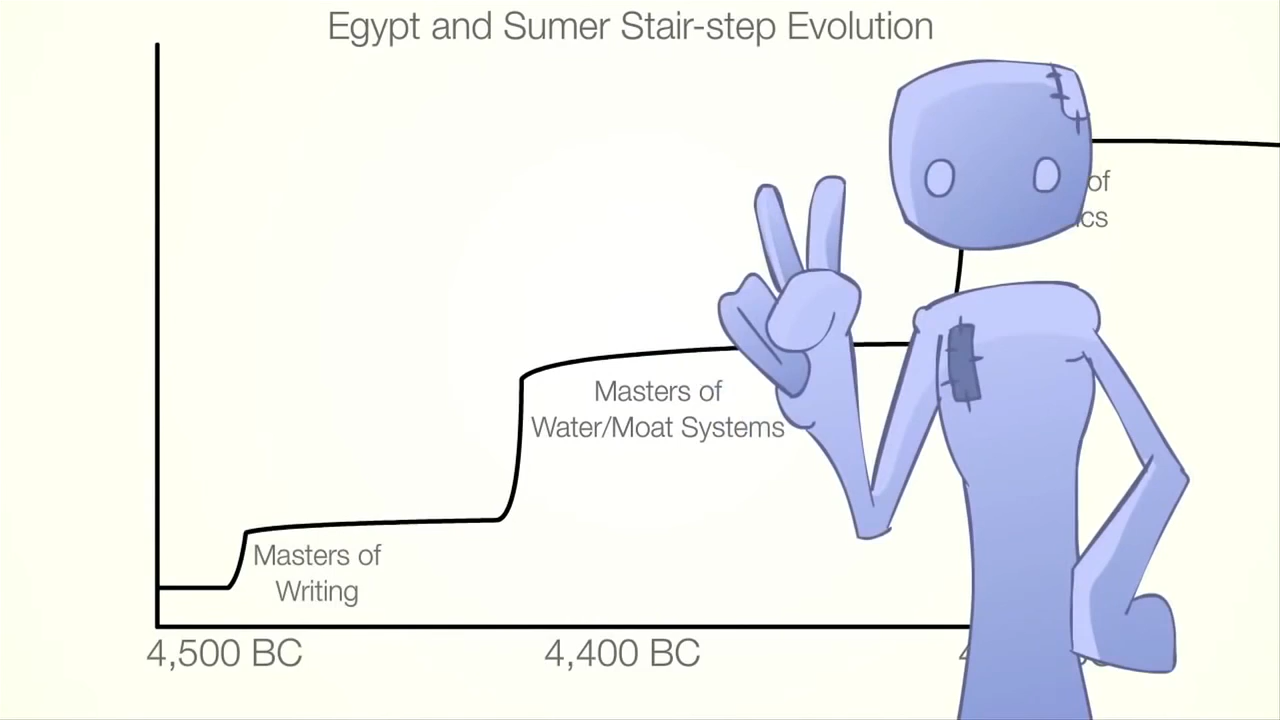 Egypt and Sumer Stair-step Evolution
of
Masters of
Water/Moat Systems
Masters of
Writing
4,500 BC
4,400 BC